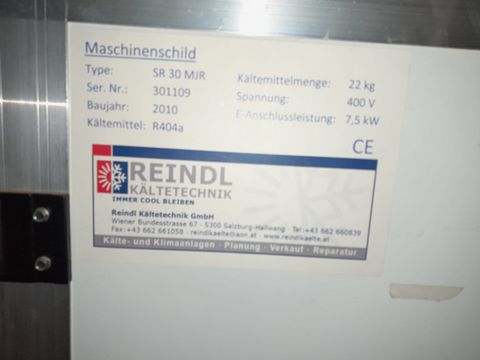 Maschinenschild
Type: SR 30 MJR Kältemittelmenge: 22 kg
Ser. Nr.: 301109 Spannung: 400 V
Baujahr: 2010 E-Anschlussleistung: 7,5 kW
Kältemittel: R404a
CE
REINDL
KÄLTETECHNIK
IMMER COOL BLEIBEN
Reindl Kältetechnik GmbH
Wiener Bundesstrasse 67 - 5300 Salzburg-Hallwang Tel:+43 662 660839
Fax:+43 662 661058 - reindlkaelte@aon.at - www.reindlkaelte.at
Kälte- und Klimaanlagen - Planung - Verkauf - Reparatur